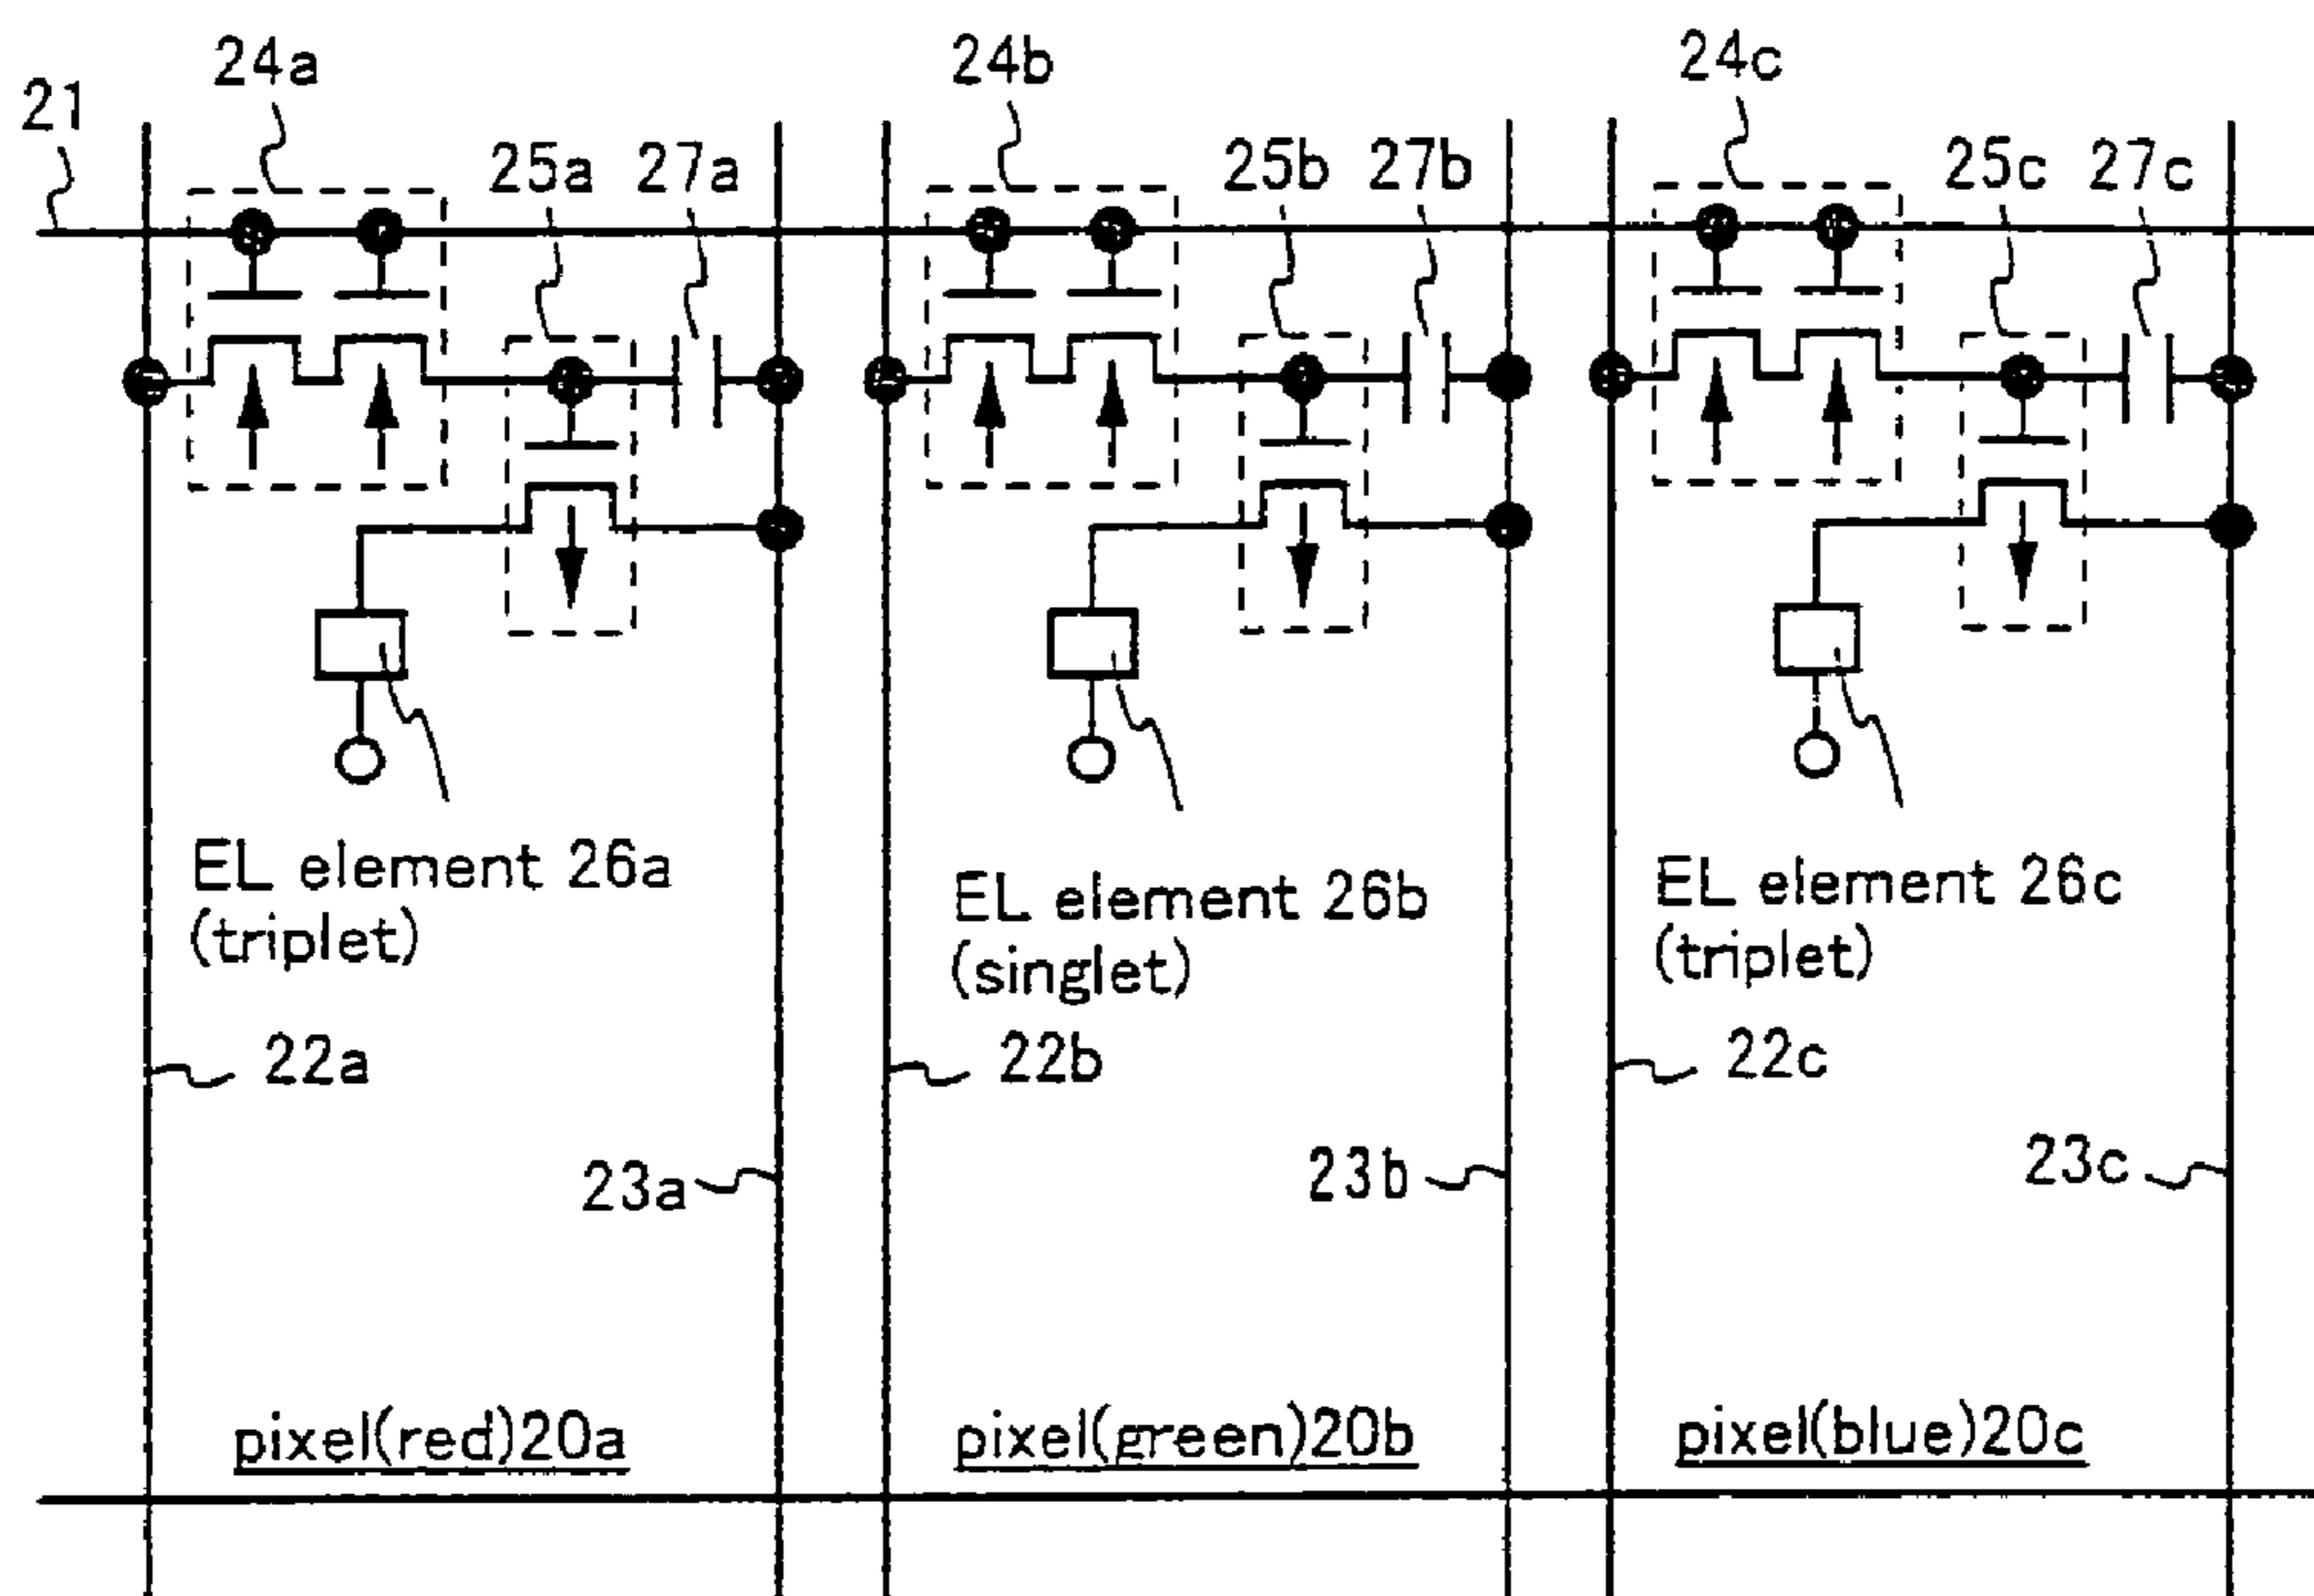 24a
24b
24c
21
25a
27a
25b
27b
25c
27c
EL element 26a
(triplet)
EL element 26b
(singlet)
EL element 26c
(triplet)
22a
22b
22c
23a
23b
23c
pixel(red)20a
pixel(green)20b
pixel(blue)20c